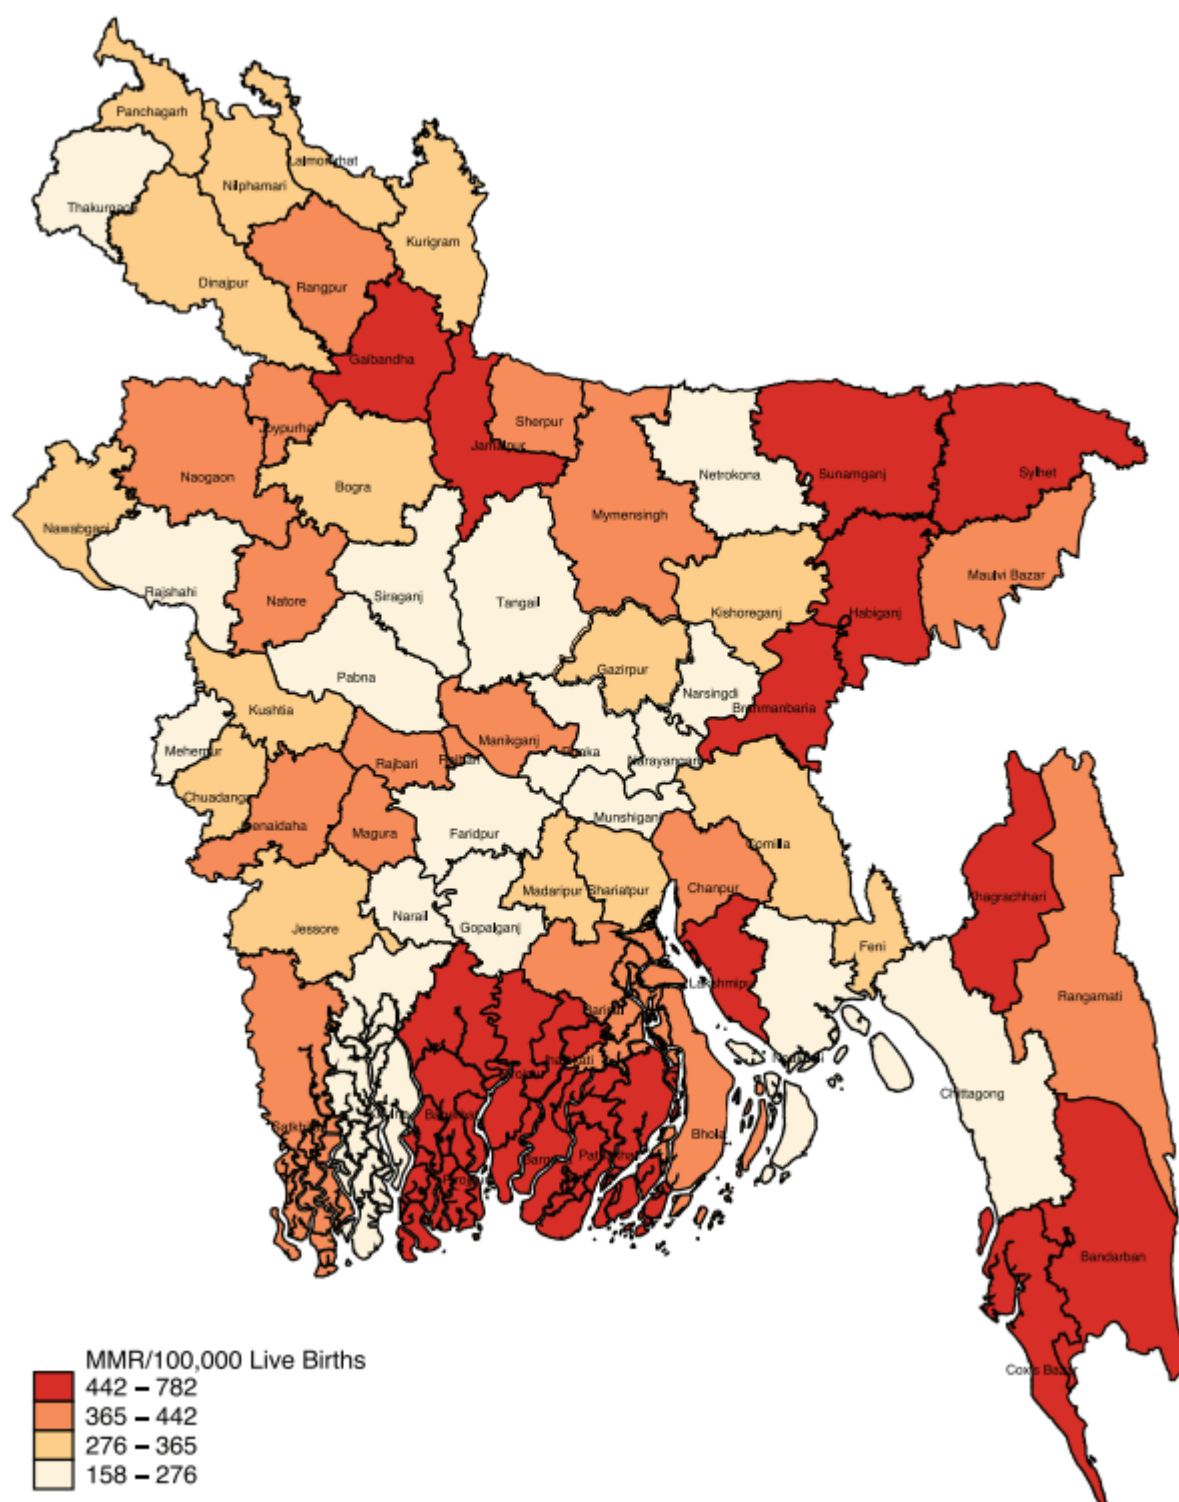 Panchagarh
Lalmonirhat
Nilphamari
Thakurgaon
Kurigram
Dinajpur
Rangpur
Gaibandha
Sherpur
Joypurhat
Jamalpur
Naogaon
Bogra
Netrokona
Sunamganj
Sylhet
Mymensingh
Nawabganj
Maulvi Bazar
Rajshahi
Siraganj
Natore
Tangail
Kishoreganj
Habiganj
Gazirpur
Pabna
Narsingdi
Kushtia
Brahmanbaria
Manikganj
Meherpur
Dhaka
Rajbari
Narayanganj
Chuadanga
Munshiganj
Magura
Faridpur
Comilla
Madaripur
Shariatpur
Chanpur
Khagrachhari
Narail
Gopalganj
Jessore
Feni
Lakshmipur
Rangamati
Barisal
Chittagong
Satkhira
Bhola
Bandarban
Cox's Bazar
MMR/100,000 Live Births
442 – 782
365 – 442
276 – 365
158 – 276